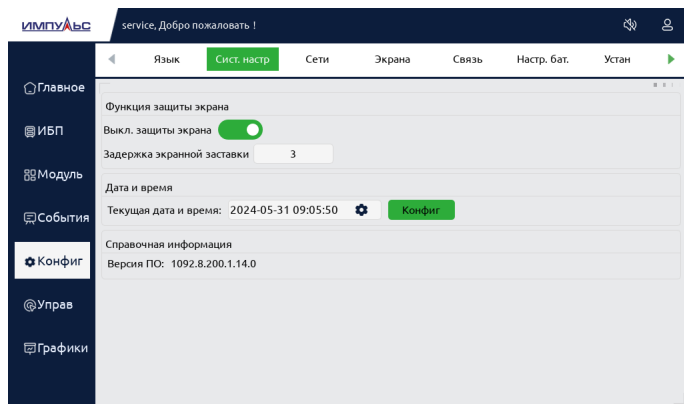 ИМПУЛЬС
service, Добро пожаловать !
Язык
Сист. настр
Сети
Экрана
Связь
Настр. бат.
Устан
Главное
ИБП
Модуль
События
Конфиг
Управ
Графики
Функция защиты экрана
Выкл. защиты экрана
Задержка экранной заставки 3
Дата и время
Текущая дата и время: 2024-05-31 09:05:50 Конфиг
Справочная информация
Версия ПО: 1092.8.200.1.14.0